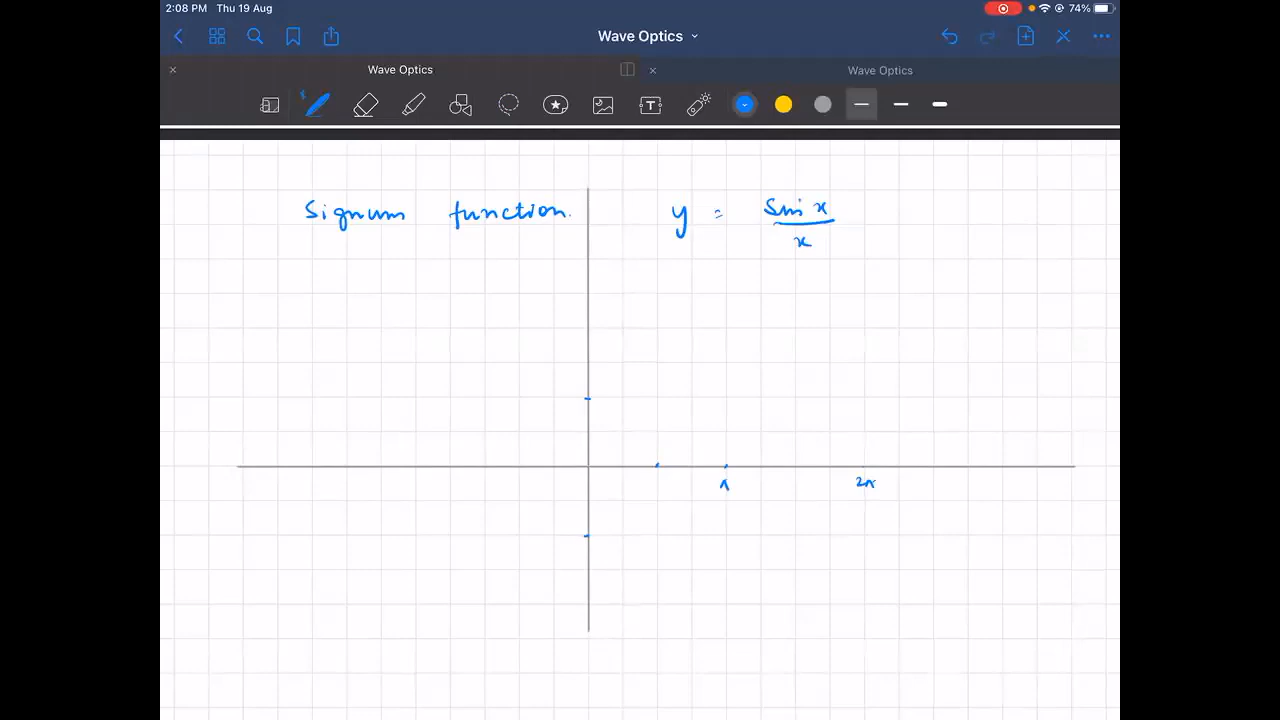 2:08 PM Thu 19 Aug
74%
Wave Optics
Wave Optics
Wave Optics
T
Signum function. y = sin x
x
π 2π